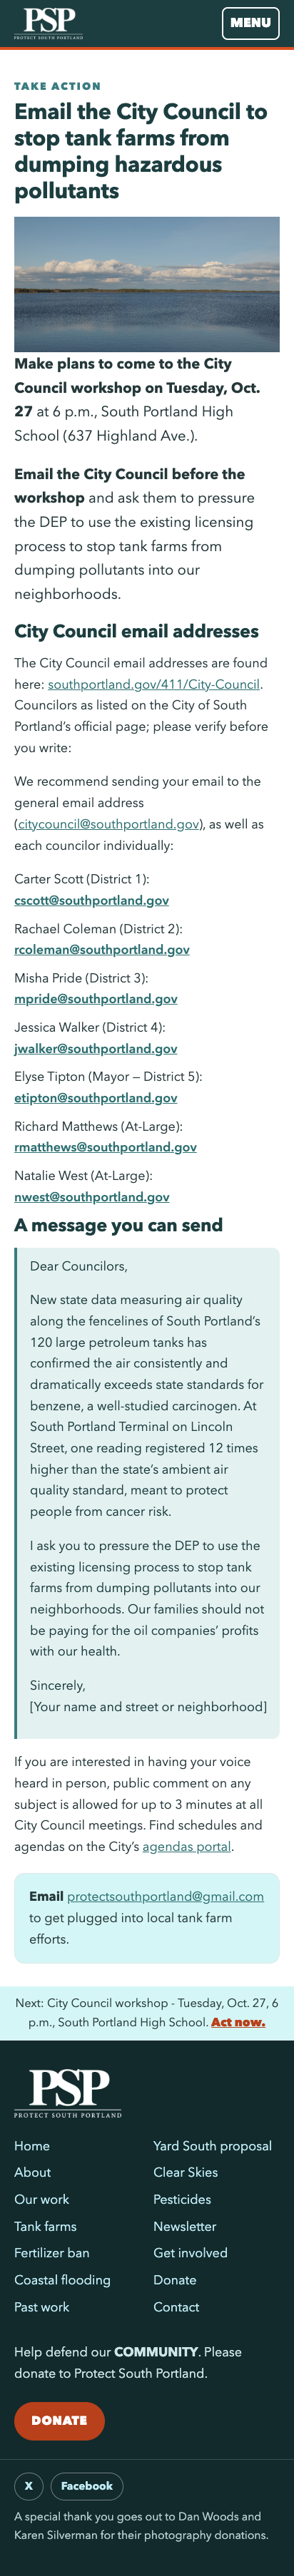 PSP
PROTECT SOUTH PORTLAND
MENU
TAKE ACTION
Email the City Council to
stop tank farms from
dumping hazardous
pollutants
Make plans to come to the City
Council workshop on Tuesday, Oct.
27 at 6 p.m., South Portland High
School (637 Highland Ave.).
Email the City Council before the
workshop and ask them to pressure
the DEP to use the existing licensing
process to stop tank farms from
dumping pollutants into our
neighborhoods.
City Council email addresses
The City Council email addresses are found
here: southportland.gov/411/City-Council.
Councilors as listed on the City of South
Portland’s official page; please verify before
you write:
We recommend sending your email to the
general email address
(citycouncil@southportland.gov), as well as
each councilor individually:
Carter Scott (District 1):
cscott@southportland.gov
Rachael Coleman (District 2):
rcoleman@southportland.gov
Misha Pride (District 3):
mpride@southportland.gov
Jessica Walker (District 4):
jwalker@southportland.gov
Elyse Tipton (Mayor – District 5):
etipton@southportland.gov
Richard Matthews (At-Large):
rmatthews@southportland.gov
Natalie West (At-Large):
nwest@southportland.gov
A message you can send
Dear Councilors,
New state data measuring air quality
along the fencelines of South Portland’s
120 large petroleum tanks has
confirmed the air consistently and
dramatically exceeds state standards for
benzene, a well-studied carcinogen. At
South Portland Terminal on Lincoln
Street, one reading registered 12 times
higher than the state’s ambient air
quality standard, meant to protect
people from cancer risk.
I ask you to pressure the DEP to use the
existing licensing process to stop tank
farms from dumping pollutants into our
neighborhoods. Our families should not
be paying for the oil companies’ profits
with our health.
Sincerely,
[Your name and street or neighborhood]
If you are interested in having your voice
heard in person, public comment on any
subject is allowed for up to 3 minutes at all
City Council meetings. Find schedules and
agendas on the City’s agendas portal.
Email protectsouthportland@gmail.com
to get plugged into local tank farm
efforts.
Next: City Council workshop - Tuesday, Oct. 27, 6
p.m., South Portland High School. Act now.
PSP
PROTECT SOUTH PORTLAND
Home
About
Our work
Tank farms
Fertilizer ban
Coastal flooding
Past work
Yard South proposal
Clear Skies
Pesticides
Newsletter
Get involved
Donate
Contact
Help defend our COMMUNITY. Please
donate to Protect South Portland.
DONATE
X
Facebook
A special thank you goes out to Dan Woods and
Karen Silverman for their photography donations.